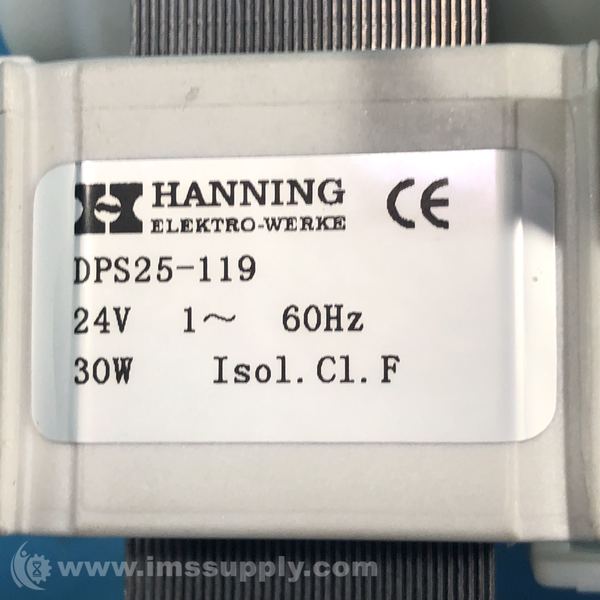 HANNING
ELEKTRO-WERKE
CE
DPS25-119
24V 1~ 60Hz
30W Isol.Cl.F
www.imssupply.com